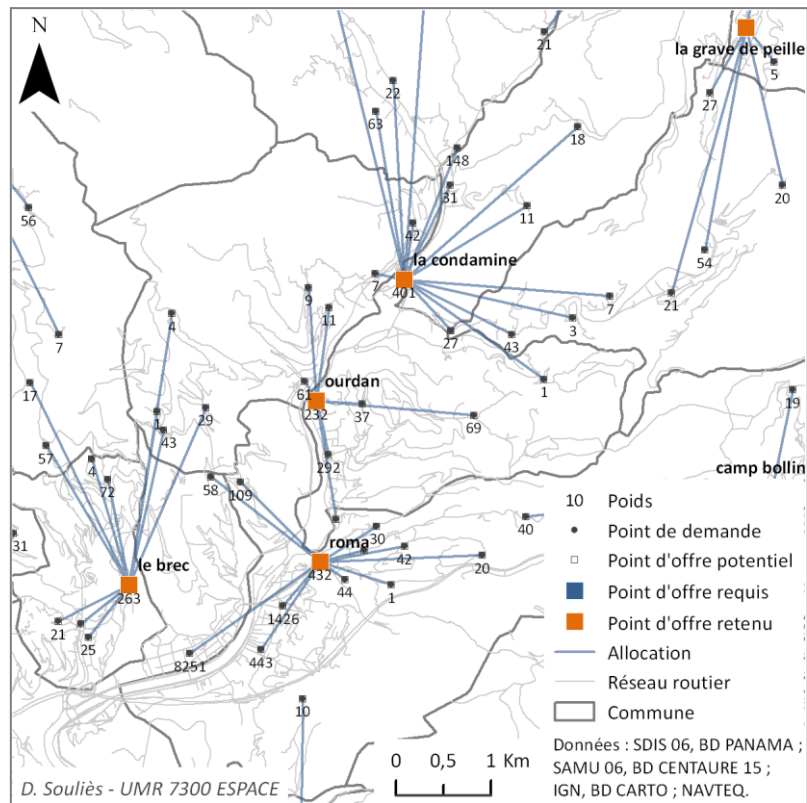 N
21
la grave de peille
5
22
27
63
18
148
31
20
56
11
42
54
la condamine
7
401
21
9
7
4
11
3
27
43
7
ourdan
61
1
17
232
37
19
1
29
69
43
57
292
camp bollin
4
72
58
109
10 Poids
40
Point de demande
31
30
roma
42
20
Point d'offre potentiel
le brec
432
44
1
263
Point d'offre requis
21
1426
Point d'offre retenu
25
443
8251
Allocation
Réseau routier
10
Commune
0 0,5 1 Km
Données : SDIS 06, BD PANAMA ;
SAMU 06, BD CENTAURE 15 ;
IGN, BD CARTO ; NAVTEQ.
D. Souliès - UMR 7300 ESPACE